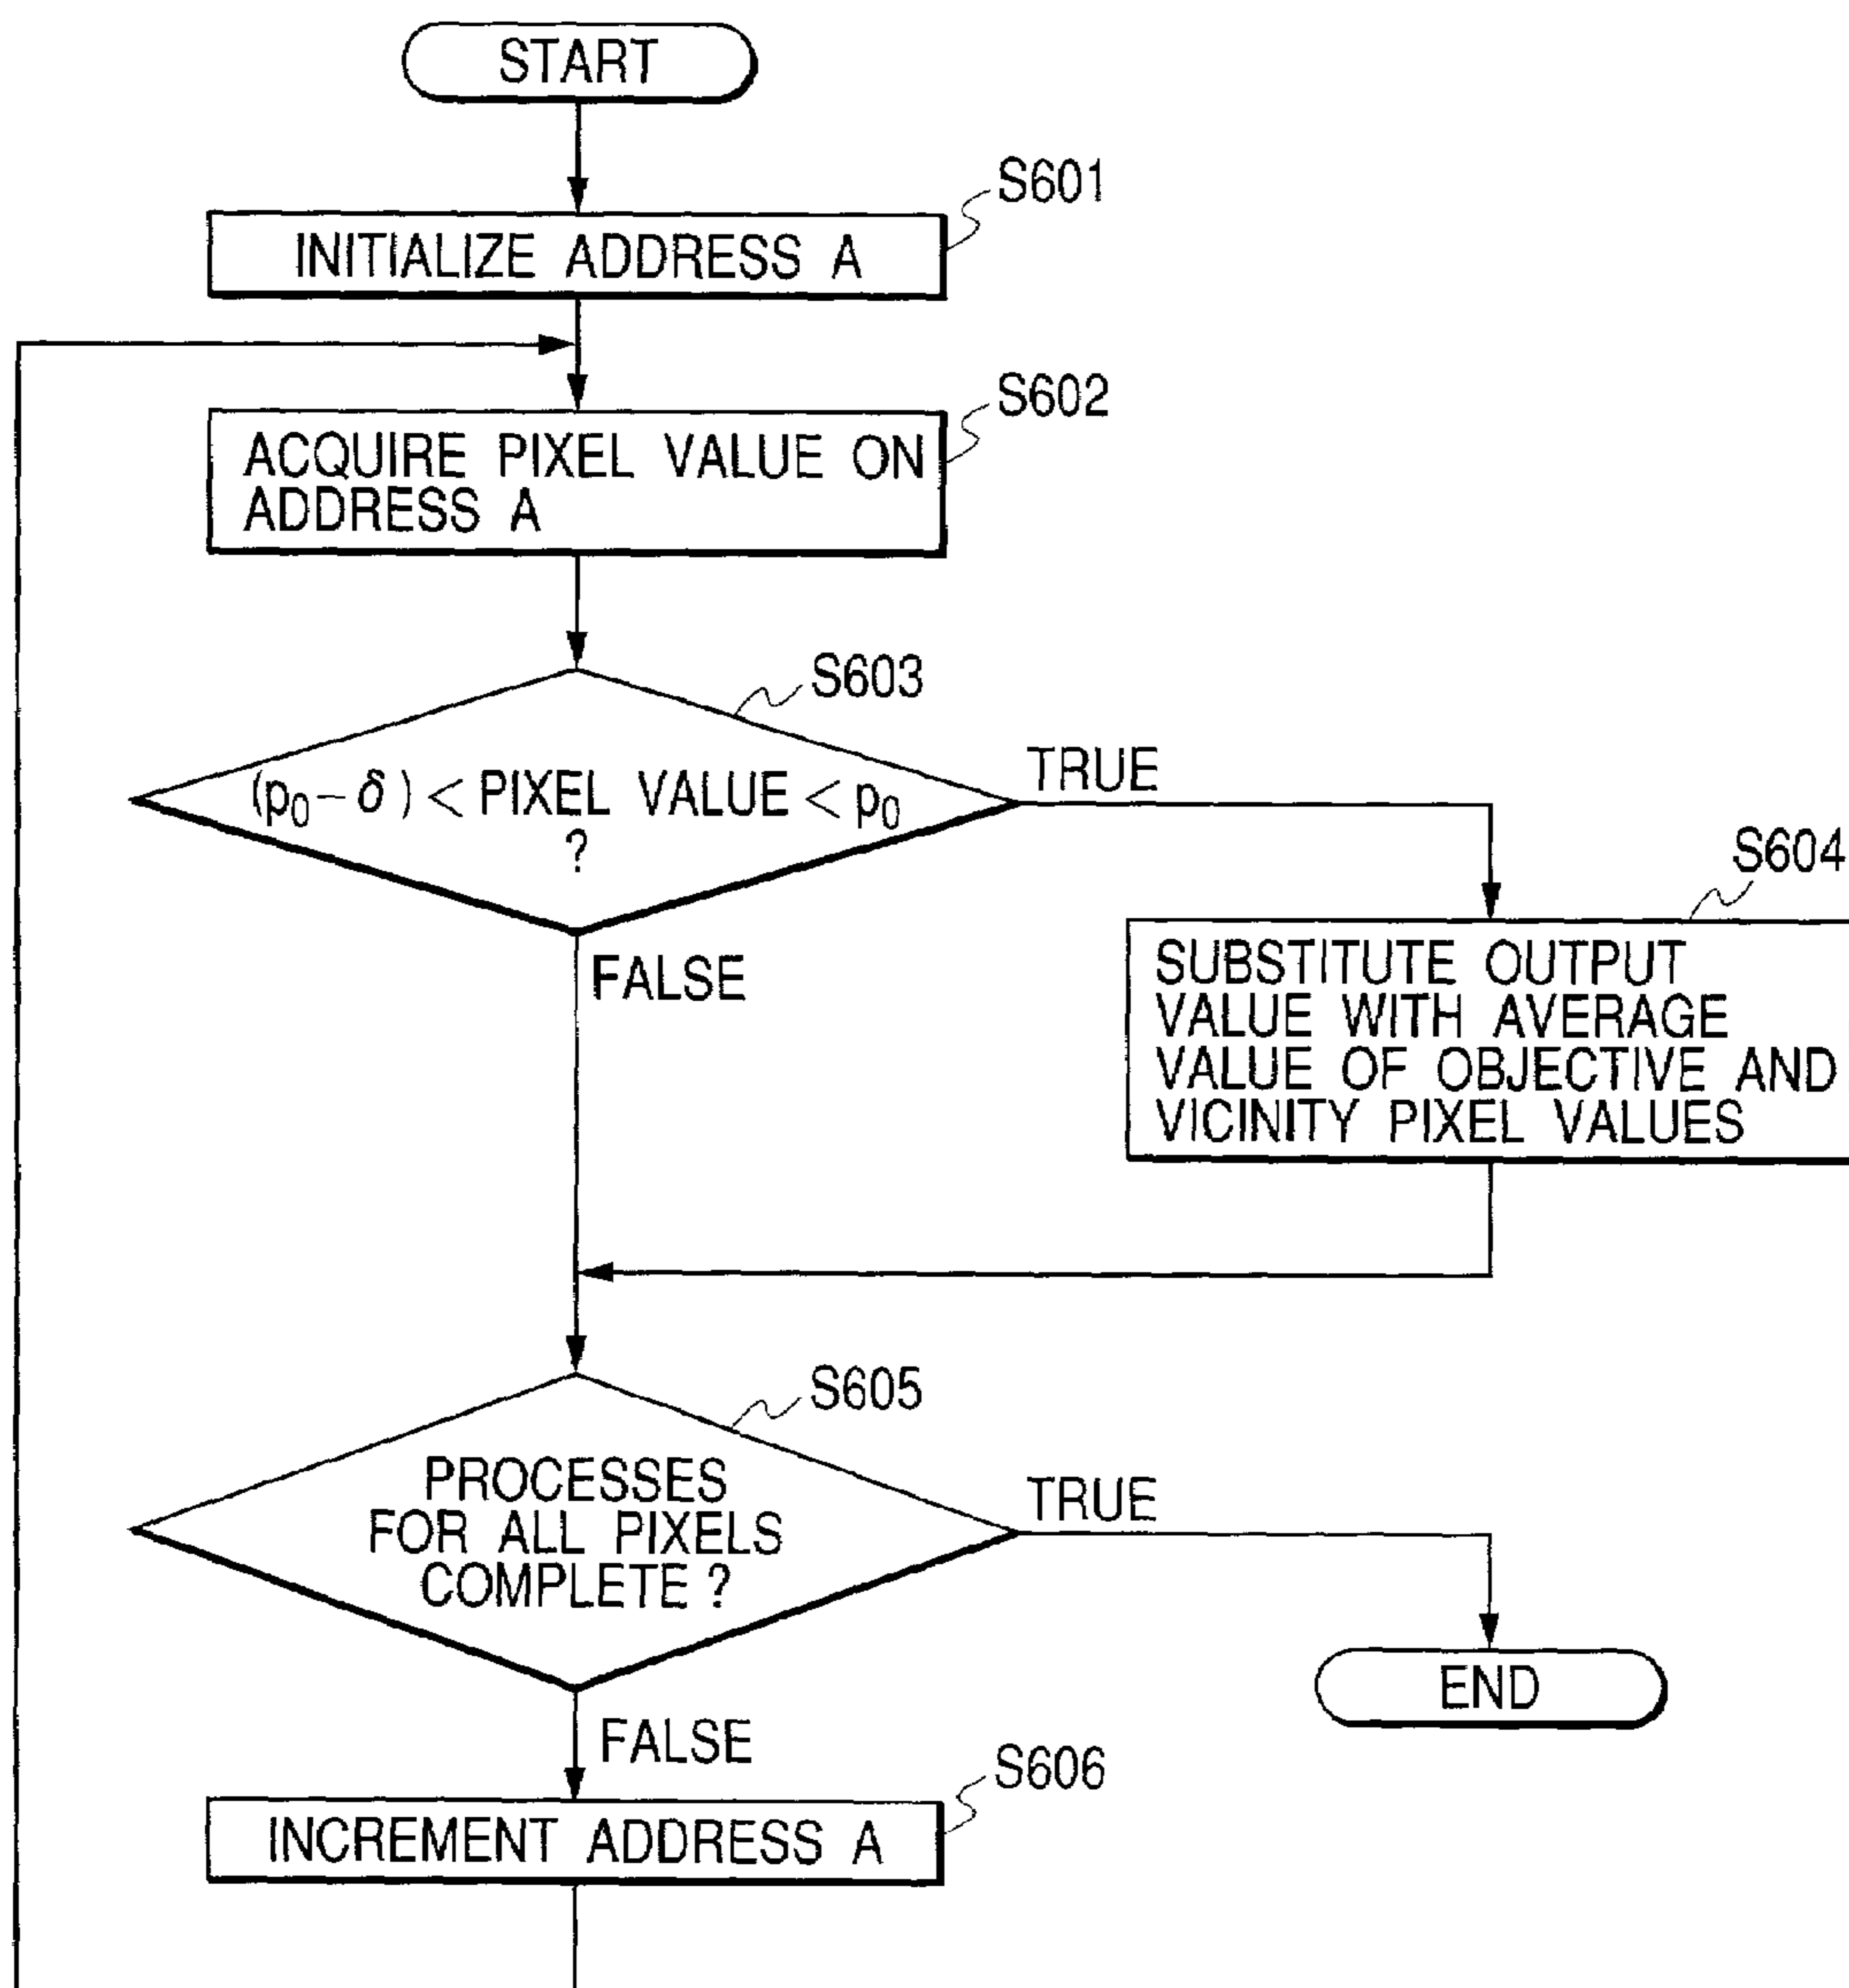 START
S601
INITIALIZE ADDRESS A
S602
ACQUIRE PIXEL VALUE ON
ADDRESS A
S603
(p₀−δ) < PIXEL VALUE < p₀
?
TRUE
FALSE
S604
SUBSTITUTE OUTPUT
VALUE WITH AVERAGE
VALUE OF OBJECTIVE AND
VICINITY PIXEL VALUES
S605
PROCESSES
FOR ALL PIXELS
COMPLETE ?
TRUE
END
FALSE
S606
INCREMENT ADDRESS A